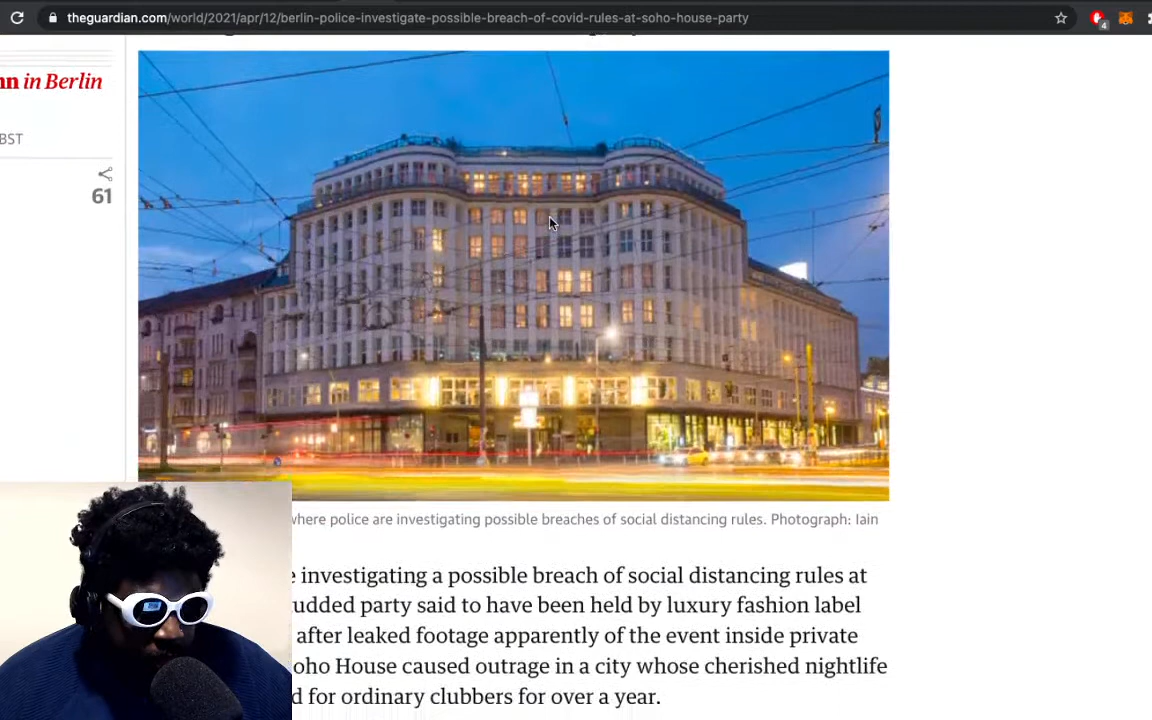 theguardian.com/world/2021/apr/12/berlin-police-investigate-possible-breach-of-covid-rules-at-soho-house-party
4
in Berlin
BST
61
where police are investigating possible breaches of social distancing rules. Photograph: Iain
investigating a possible breach of social distancing rules at
party said to have been held by luxury fashion label
after leaked footage apparently of the event inside private
House caused outrage in a city whose cherished nightlife
for ordinary clubbers for over a year.